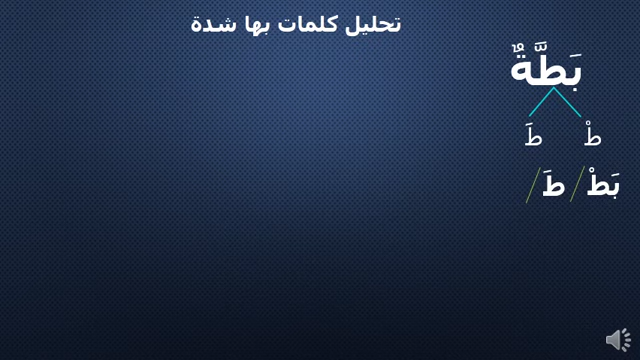 تحليل كلمات بها شدة
بَطَّةٌ
طْ طَ
بَطْ / طَ /